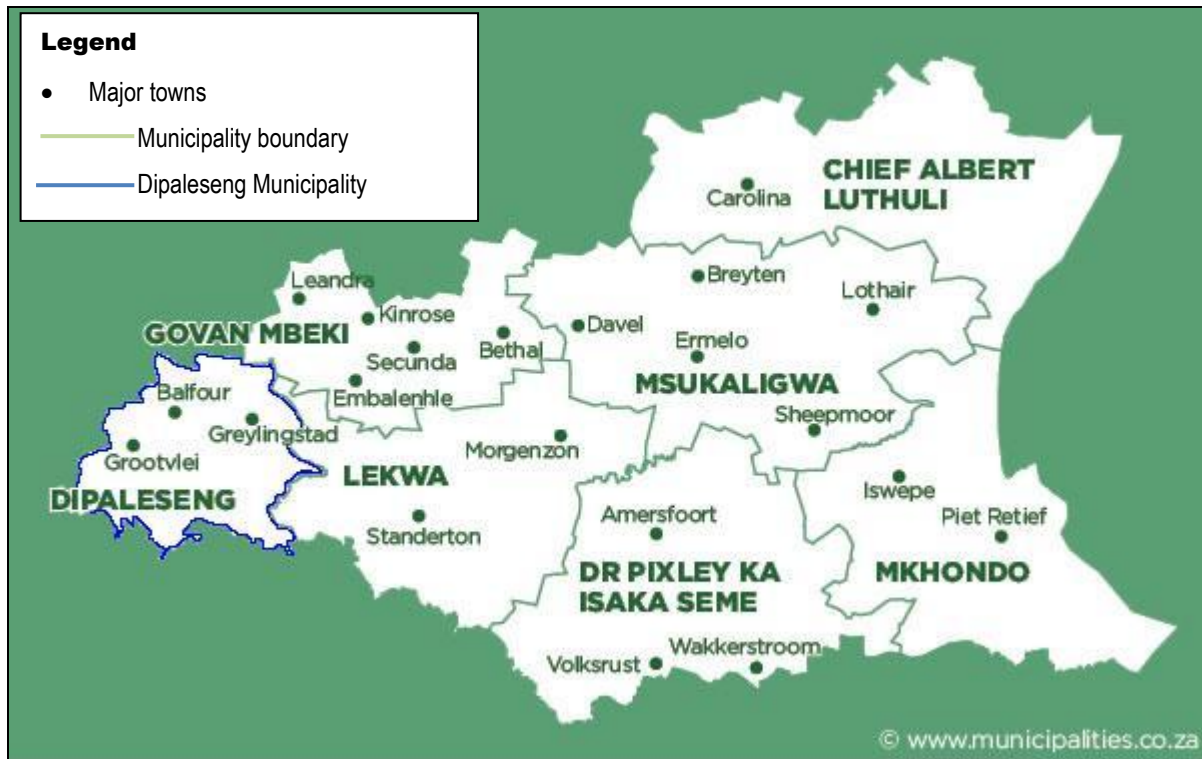 Legend
Major towns
Municipality boundary
Dipaleseng Municipality
CHIEF ALBERT
LUTHULI
Carolina
Breyten
Lothair
Leandra
Kinrose
Davel
GOVAN MBEKI
Secunda
Bethal
Ermelo
MSUKALIGWA
Embalenhle
Balfour
Greylingstad
Sheepmoor
Grootvlei
Morgenzon
LEKWA
DIPALESENG
Iswepe
Amersfoort
Piet Retief
Standerton
DR PIXLEY KA
ISAKA SEME
MKHONDO
Volksrust
Wakkerstroom
© www.municipalities.co.za